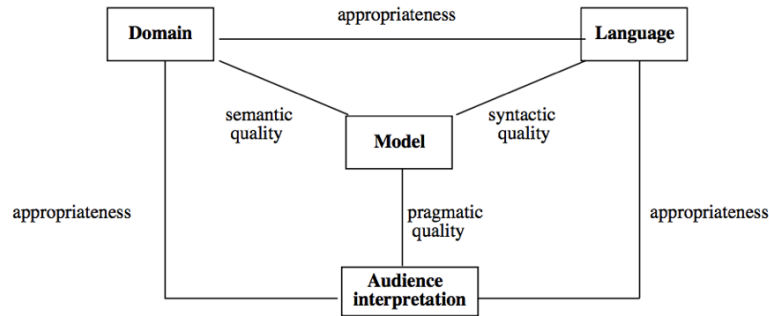 appropriateness
Domain
Language
semantic
quality
syntactic
quality
Model
appropriateness
pragmatic
quality
appropriateness
Audience
interpretation